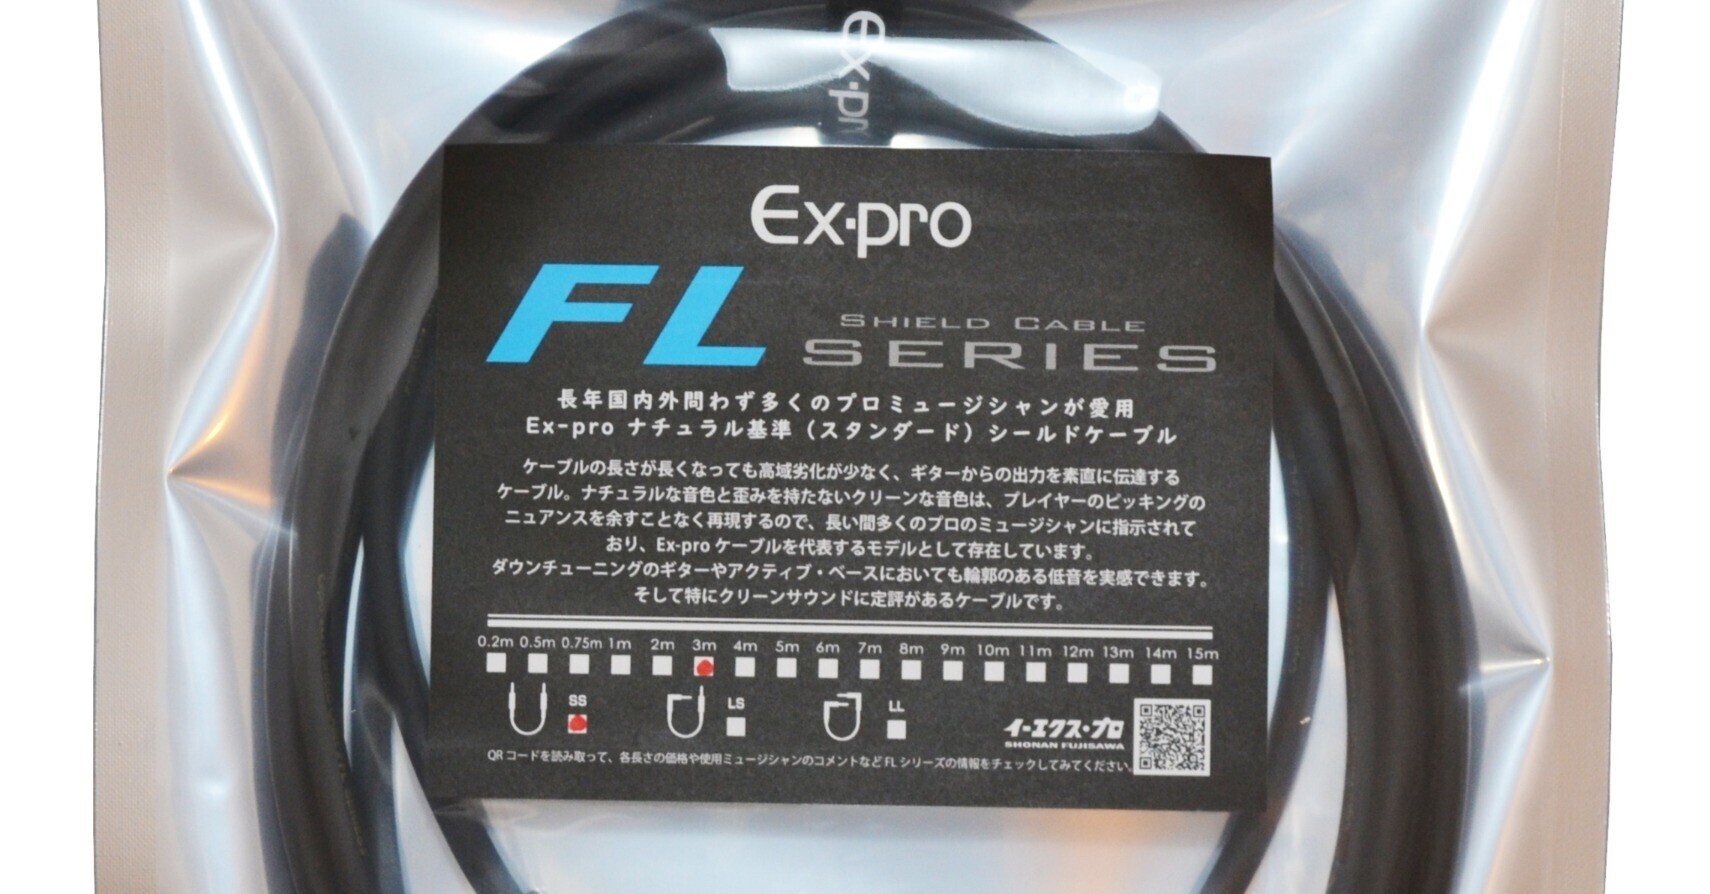 Ex-pr
Ex-pro
FL
SHIELD CABLE
SERIES
長年国内外問わず多くのプロミュージシャンが愛用
Ex-pro ナチュラル基準（スタンダード）シールドケーブル
ケーブルの長さが長くなっても高域劣化が少なく、ギターからの出力を素直に伝達する
ケーブル。ナチュラルな音色と歪みを持たないクリーンな音色は、プレイヤーのピッキングの
ニュアンスを余すことなく再現するので、長い間多くのプロのミュージシャンに指示されて
おり、Ex-pro ケーブルを代表するモデルとして存在しています。
ダウンチューニングのギターやアクティブ・ベースにおいても輪郭のある低音を実感できます。
そして特にクリーンサウンドに定評があるケーブルです。
0.2m 0.5m 0.75m 1m 2m 3m 4m 5m 6m 7m 8m 9m 10m 11m 12m 13m 14m 15m
SS LS LL
イーエクス・プロ
SHONAN FUJISAWA
QRコードを読み取って、各長さの価格や使用ミュージシャンのコメントなどFLシリーズの情報をチェックしてみてください。